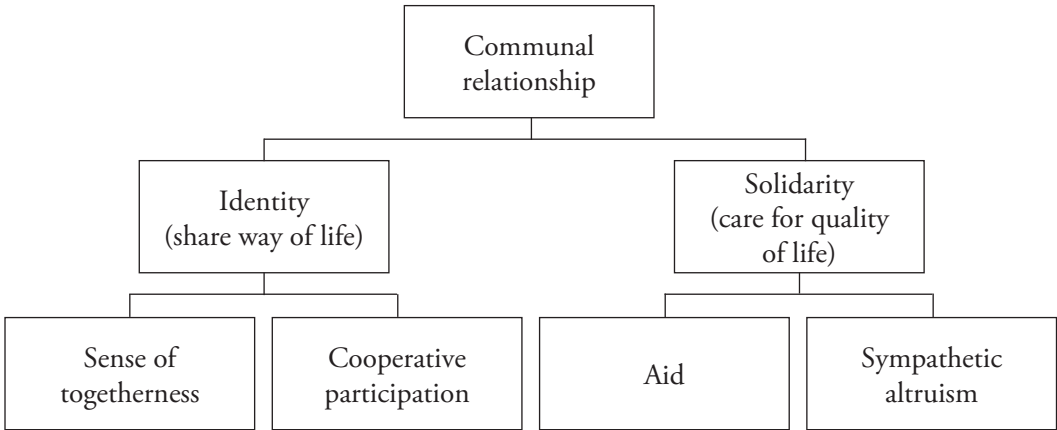 Communal
relationship
Identity
(share way of life)
Solidarity
(care for quality
of life)
Sense of
togetherness
Cooperative
participation
Aid
Sympathetic
altruism